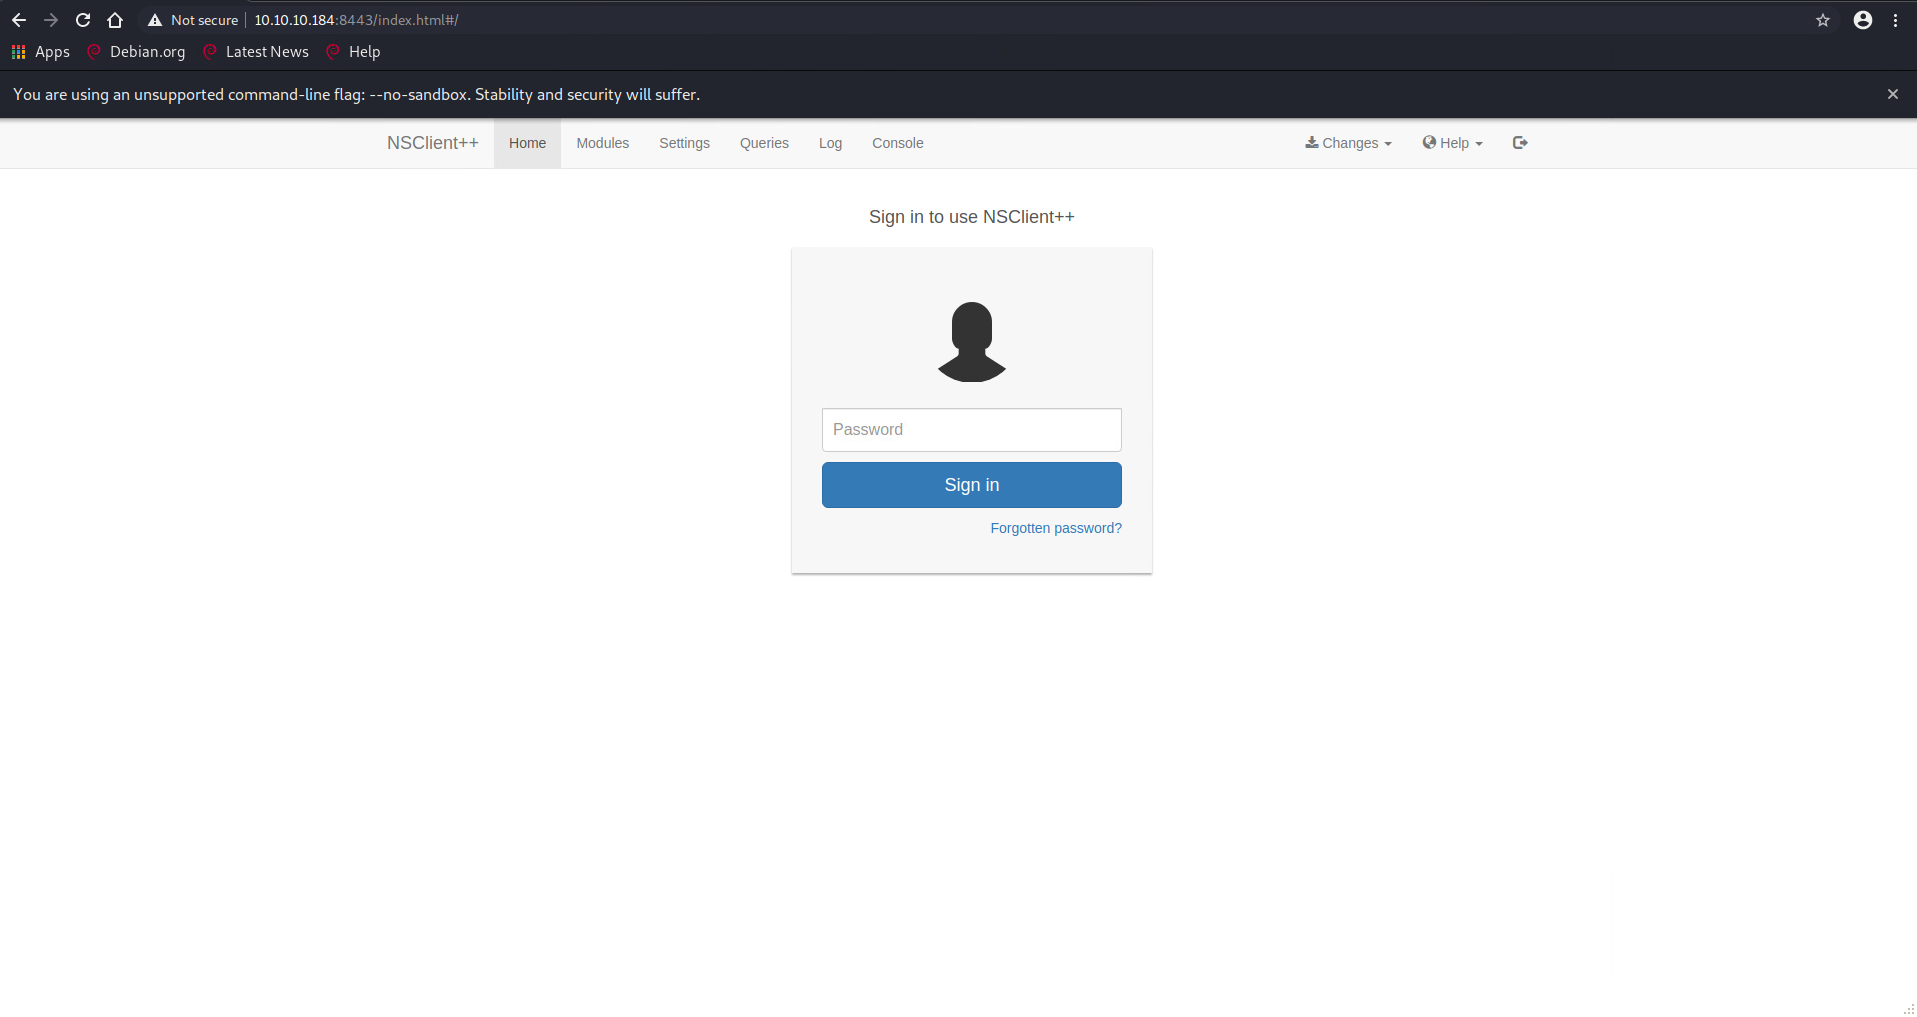 Not secure 10.10.10.184:8443/index.html#/
Apps Debian.org Latest News Help
You are using an unsupported command-line flag: --no-sandbox. Stability and security will suffer.
NSClient++ Home Modules Settings Queries Log Console Changes Help
Sign in to use NSClient++
Password
Sign in
Forgotten password?